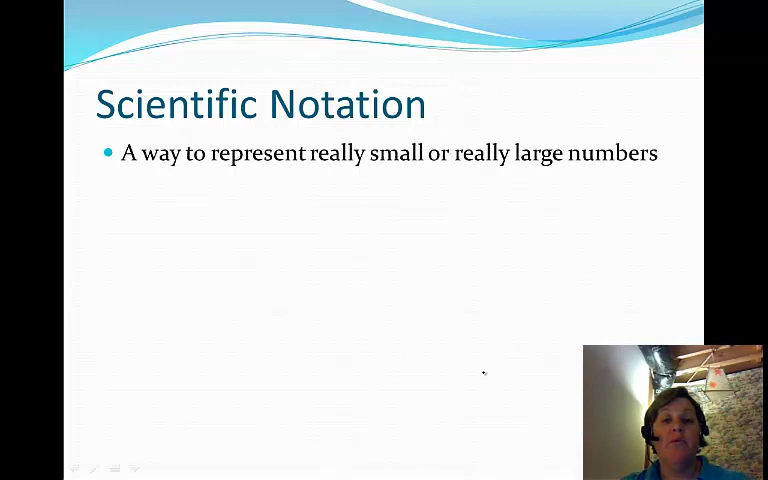 Scientific Notation
A way to represent really small or really large numbers